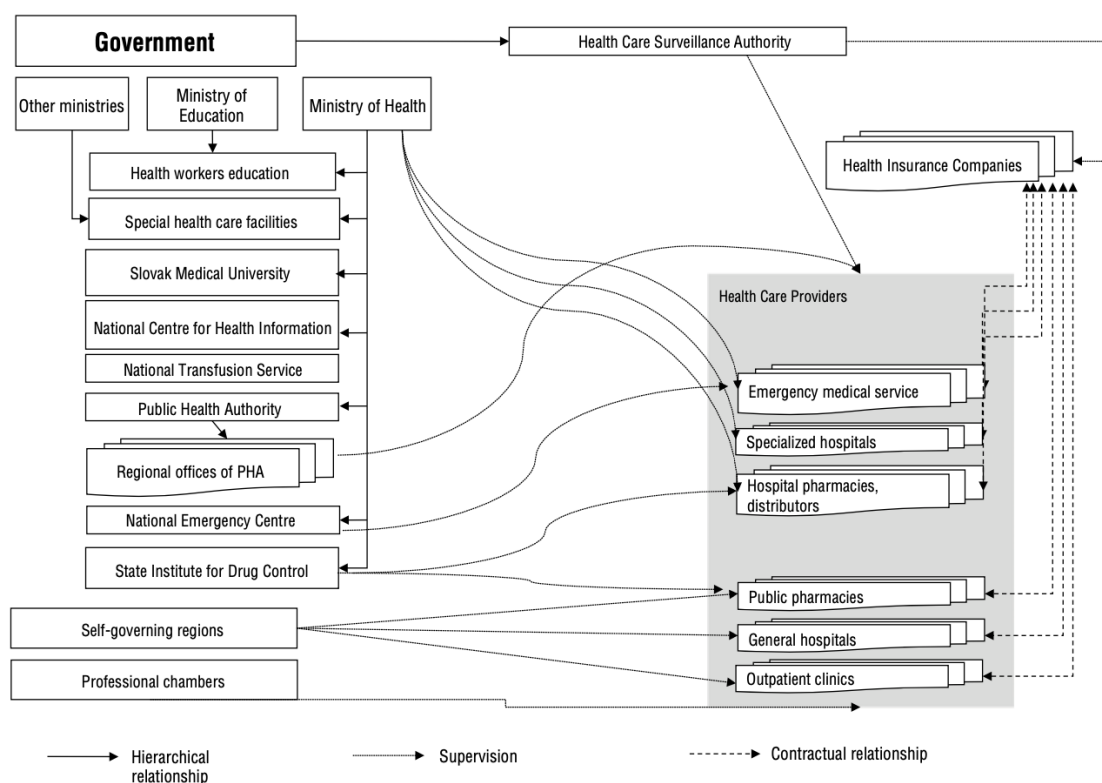 Government
Health Care Surveillance Authority
Other ministries
Ministry of
Education
Ministry of Health
Health workers education
Health Insurance Companies
Special health care facilities
Slovak Medical University
Health Care Providers
National Centre for Health Information
National Transfusion Service
Emergency medical service
Public Health Authority
Specialized hospitals
Regional offices of PHA
Hospital pharmacies,
distributors
National Emergency Centre
State Institute for Drug Control
Public pharmacies
Self-governing regions
General hospitals
Professional chambers
Outpatient clinics
Hierarchical
relationship
Supervision
Contractual relationship